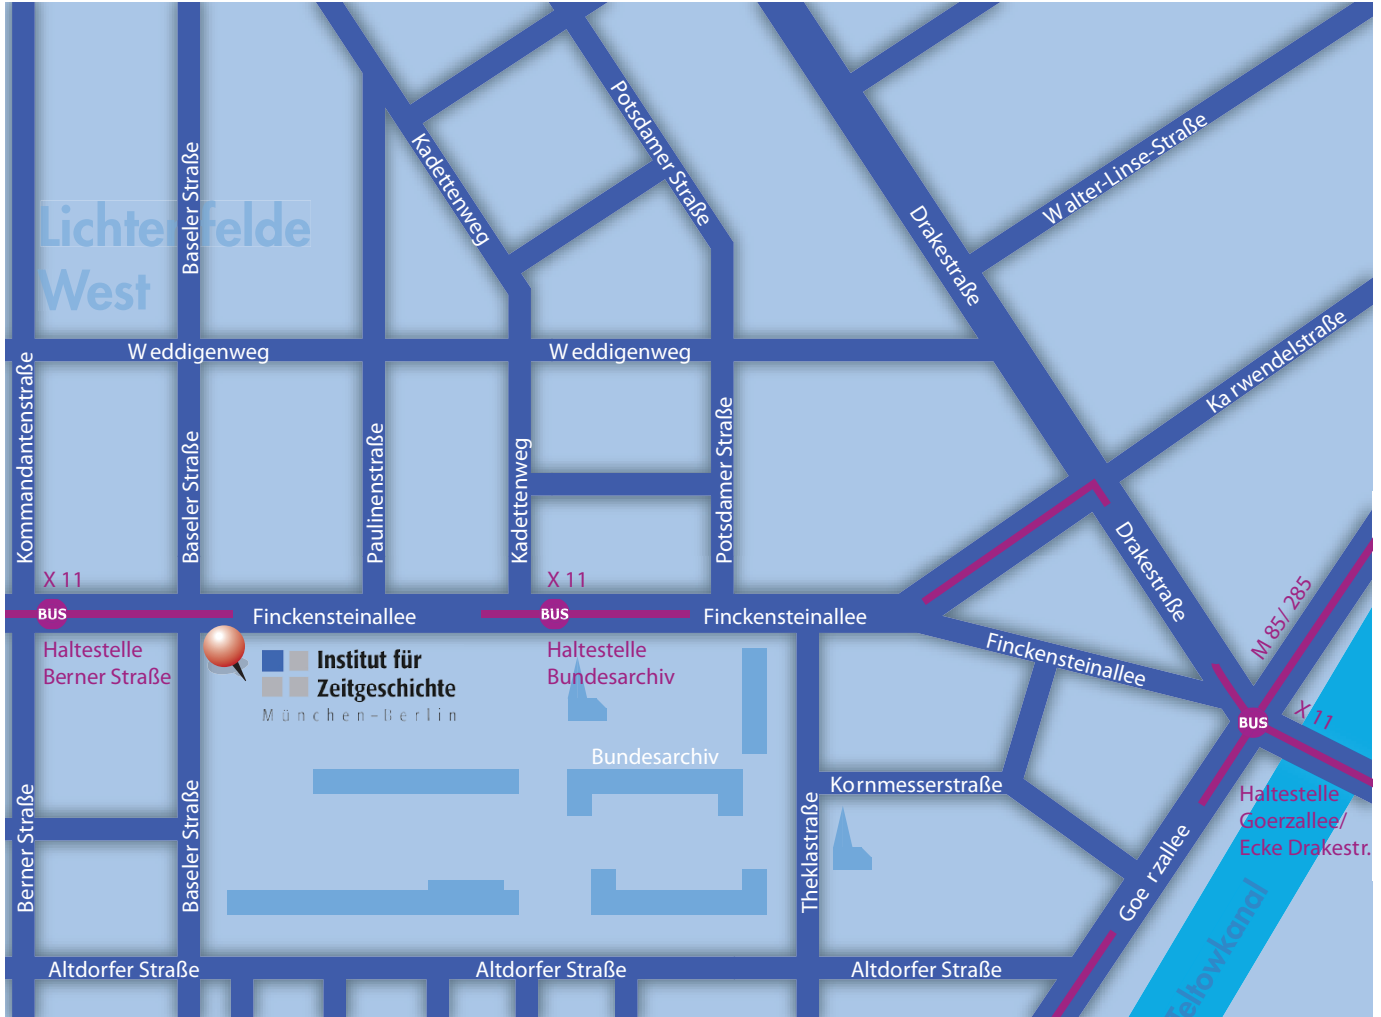 Potsdamer Straße
Kadettenweg
Baseler Straße
Walter-Linse-Straße
Drakestraße
Lichterfelde
West
Weddigenweg
Weddigenweg
Karwendelstraße
Kommandantenstraße
Baseler Straße
Paulinenstraße
Kadettenweg
Potsdamer Straße
Drakestraße
X 11
X 11
M 85/ 285
BUS
Finckensteinallee
BUS
Finckensteinallee
Finckensteinallee
Haltestelle
Berner Straße
Institut für
Zeitgeschichte
München-Berlin
Haltestelle
Bundesarchiv
BUS
X 11
Bundesarchiv
Kornmesserstraße
Haltestelle
Goerzallee/
Ecke Drakestr.
Berner Straße
Baseler Straße
Theklastraße
Goerzallee
Teltowkanal
Altdorfer Straße
Altdorfer Straße
Altdorfer Straße